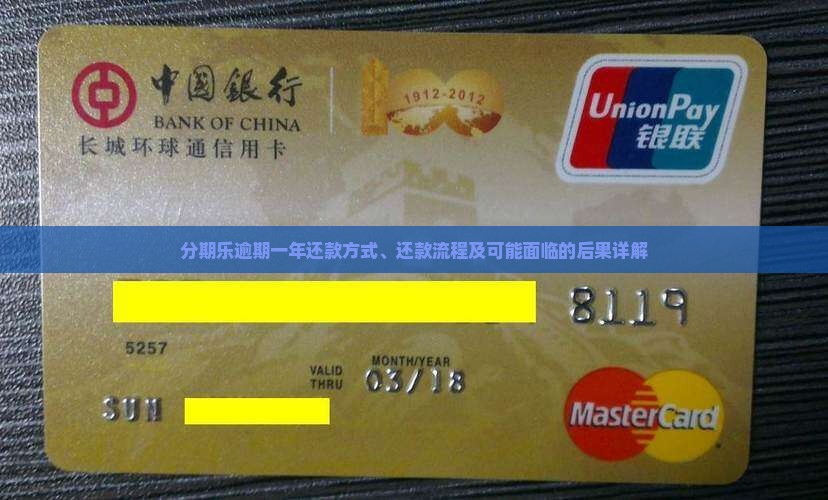 中国銀行
BANK OF CHINA
长城环球通信用卡
1912-2012
UnionPay
银联
分期乐逾期一年还款方式、还款流程及可能面临的后果详解
8119
5257
VALID THRU
MONTH/YEAR
03/18
SUN
MasterCard